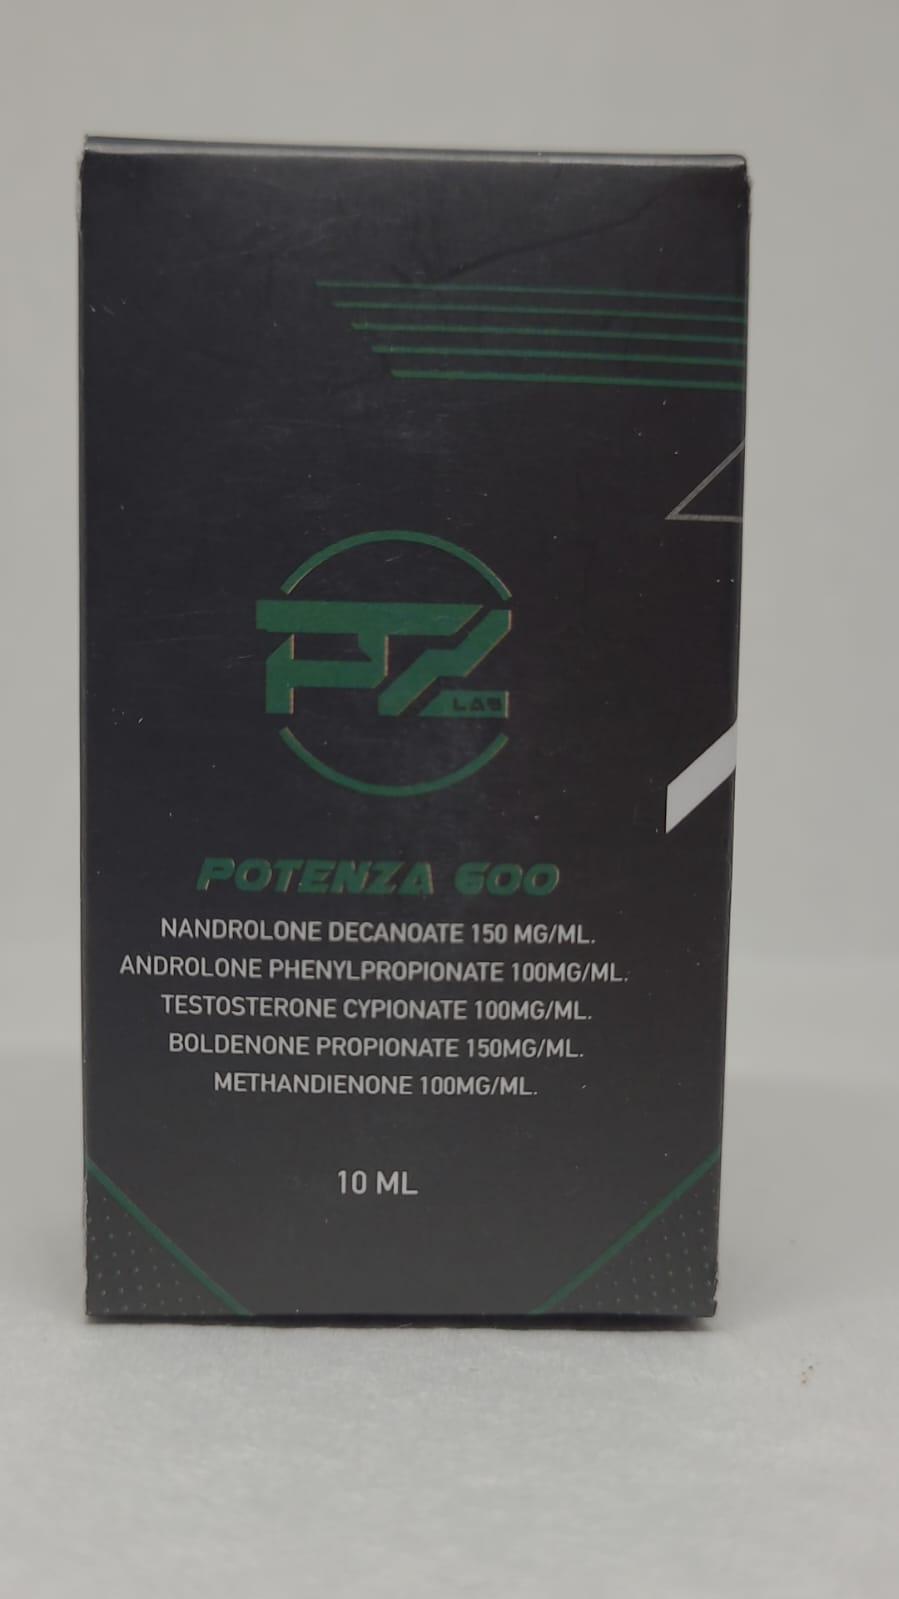 PZ
LAB
POTENZA 600
NANDROLONE DECANOATE 150 MG/ML.
ANDROLONE PHENYLPROPIONATE 100MG/ML.
TESTOSTERONE CYPIONATE 100MG/ML.
BOLDENONE PROPIONATE 150MG/ML.
METHANDIENONE 100MG/ML.
10 ML